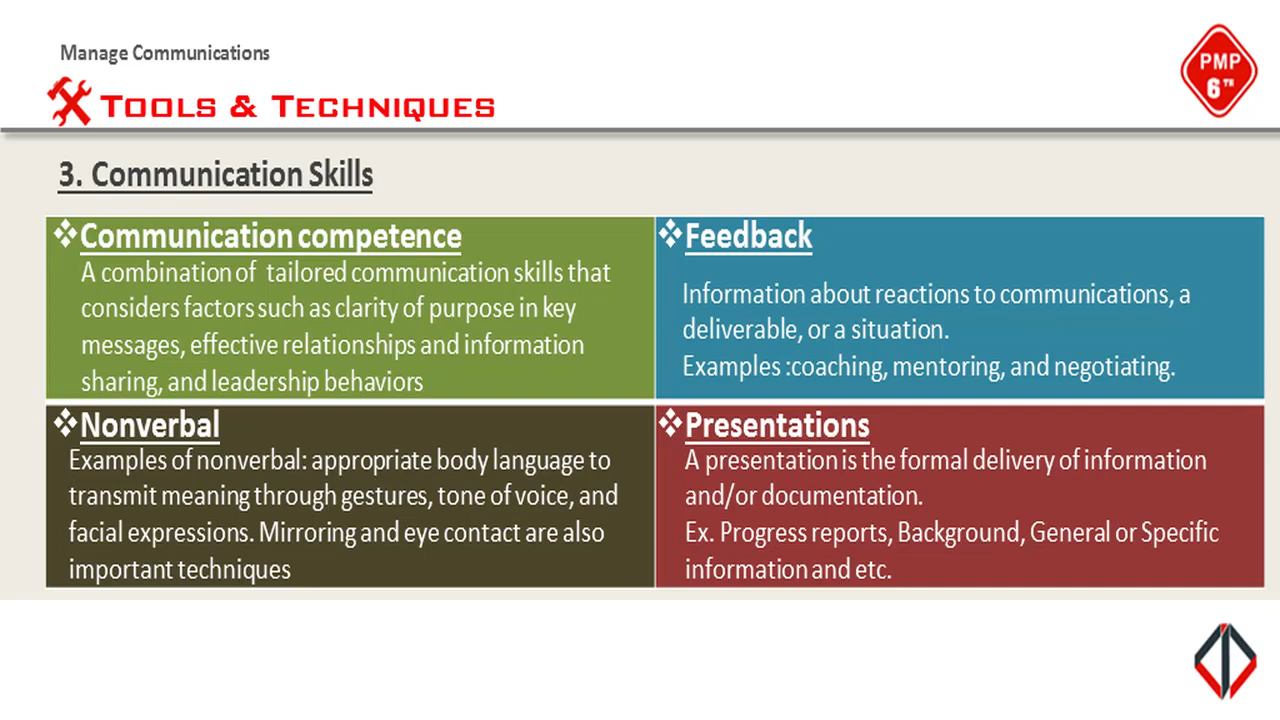 Manage Communications
TOOLS & TECHNIQUES
PMP
6TH
3. Communication Skills
❖Communication competence
A combination of tailored communication skills that
considers factors such as clarity of purpose in key
messages, effective relationships and information
sharing, and leadership behaviors
❖Feedback
Information about reactions to communications, a
deliverable, or a situation.
Examples :coaching, mentoring, and negotiating.
❖Nonverbal
Examples of nonverbal: appropriate body language to
transmit meaning through gestures, tone of voice, and
facial expressions. Mirroring and eye contact are also
important techniques
❖Presentations
A presentation is the formal delivery of information
and/or documentation.
Ex. Progress reports, Background, General or Specific
information and etc.